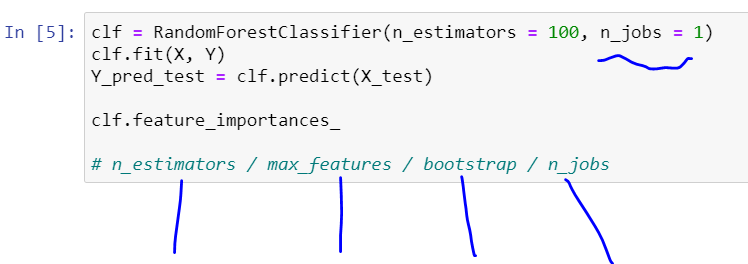 In [5]: clf = RandomForestClassifier(n_estimators = 100, n_jobs = 1)
clf.fit(X, Y)
Y_pred_test = clf.predict(X_test)
clf.feature_importances_
# n_estimators / max_features / bootstrap / n_jobs